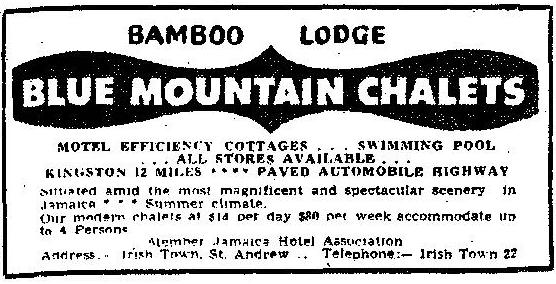 BAMBOO LODGE
BLUE MOUNTAIN CHALETS
MOTEL EFFICIENCY COTTAGES . . . SWIMMING POOL
. . . ALL STORES AVAILABLE . . .
KINGSTON 12 MILES * * * * PAVED AUTOMOBILE HIGHWAY
Situated amid the most magnificent and spectacular scenery in
Jamaica * * * Summer climate.
Our modern chalets at $14 per day $80 per week accommodate up
to 4 Persons
Member Jamaica Hotel Association
Address.- Irish Town, St. Andrew .. Telephone:— Irish Town 22